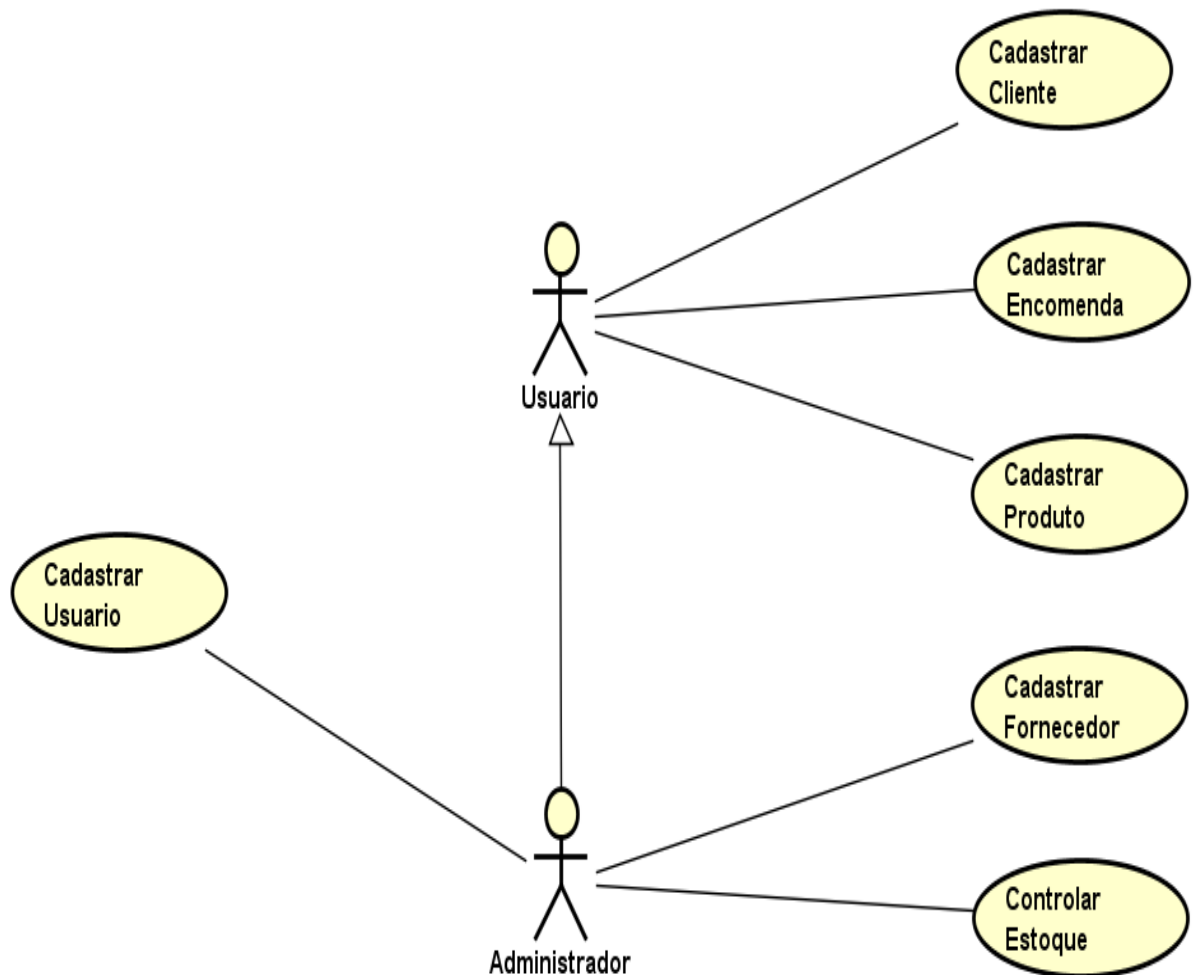 Cadastrar
Cliente
Cadastrar
Encomenda
Usuario
Cadastrar
Produto
Cadastrar
Usuario
Cadastrar
Fornecedor
Controlar
Estoque
Administrador